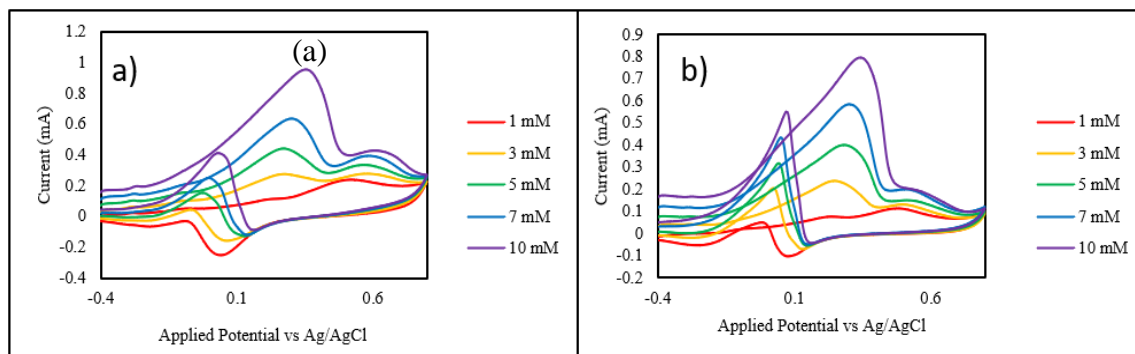 a)
(a)
Current (mA)
1.2
1
0.8
0.6
0.4
0.2
0
-0.2
-0.4
-0.4
0.1
0.6
Applied Potential vs Ag/AgCl
1 mM
3 mM
5 mM
7 mM
10 mM
b)
Current (mA)
0.9
0.8
0.7
0.6
0.5
0.4
0.3
0.2
0.1
0
-0.1
-0.2
-0.4
0.1
0.6
Applied Potential vs Ag/AgCl
1 mM
3 mM
5 mM
7 mM
10 mM